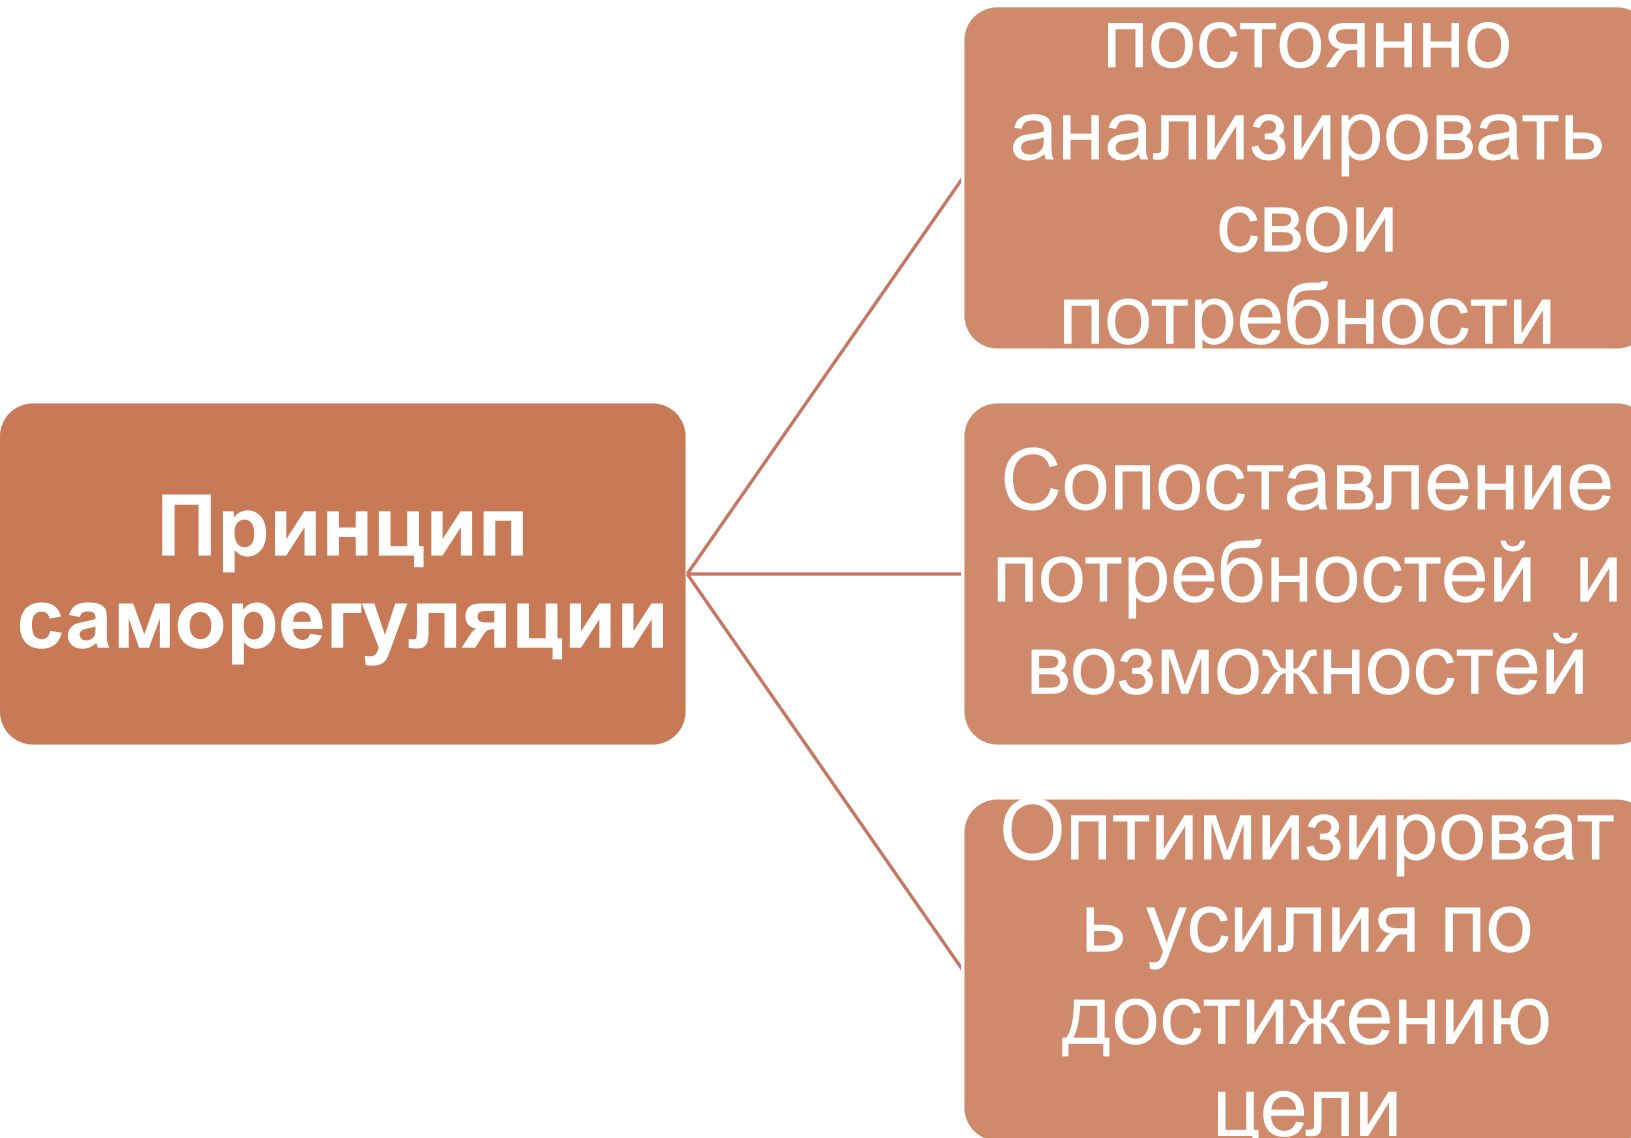 Принцип
саморегуляции
постоянно
анализировать
свои
потребности
Сопоставление
потребностей и
возможностей
Оптимизироват
ь усилия по
достижению
цели